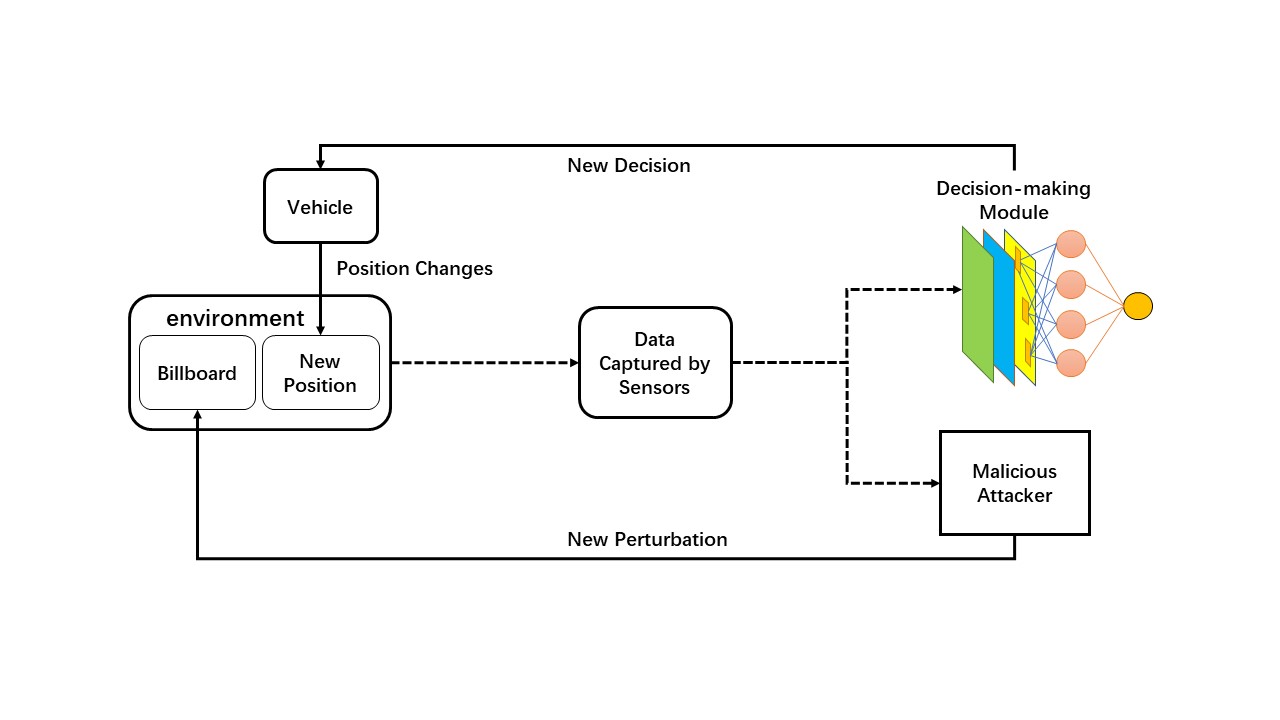 New Decision
Decision-making
Module
Vehicle
Position Changes
environment
Billboard
New
Position
Data
Captured by
Sensors
Malicious
Attacker
New Perturbation